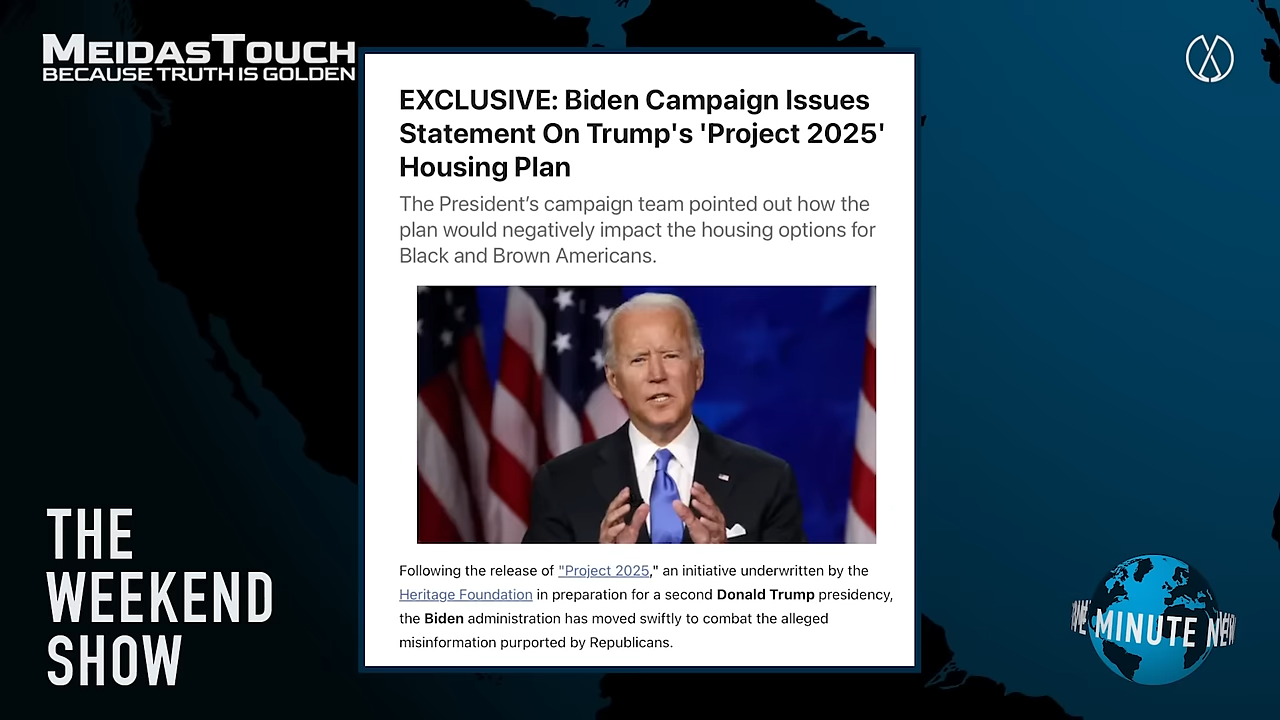 MEIDASTOUCH
BECAUSE TRUTH IS GOLDEN
EXCLUSIVE: Biden Campaign Issues
Statement On Trump's 'Project 2025'
Housing Plan
The President’s campaign team pointed out how the
plan would negatively impact the housing options for
Black and Brown Americans.
Following the release of "Project 2025," an initiative underwritten by the
Heritage Foundation in preparation for a second Donald Trump presidency,
the Biden administration has moved swiftly to combat the alleged
misinformation purported by Republicans.
THE
WEEKEND
SHOW
MINUTE